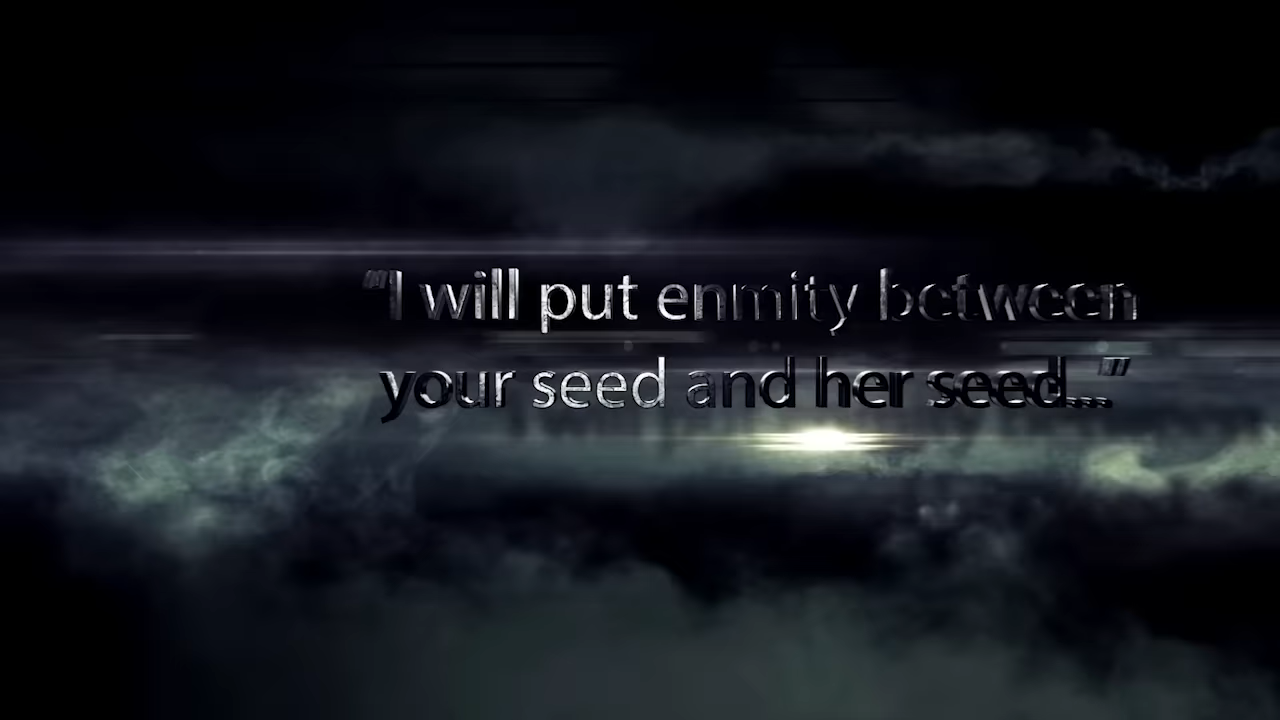 “I will put enmity between
your seed and her seed...”